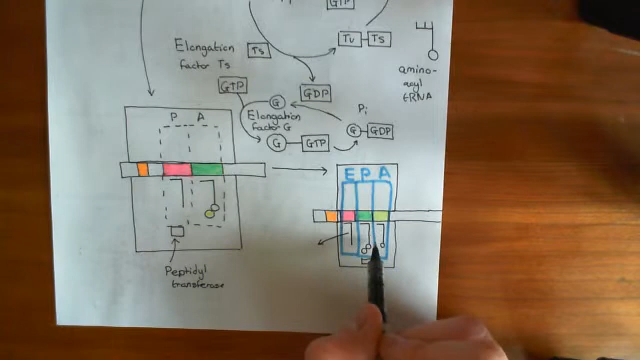 GTP
Tu Ts
Elongation
factor Ts
Ts
amino-
acyl
tRNA
GTP
GDP
G
Elongation
Factor G
Pi
G GDP
G GTP
P A
E P A
Peptidyl
transferase